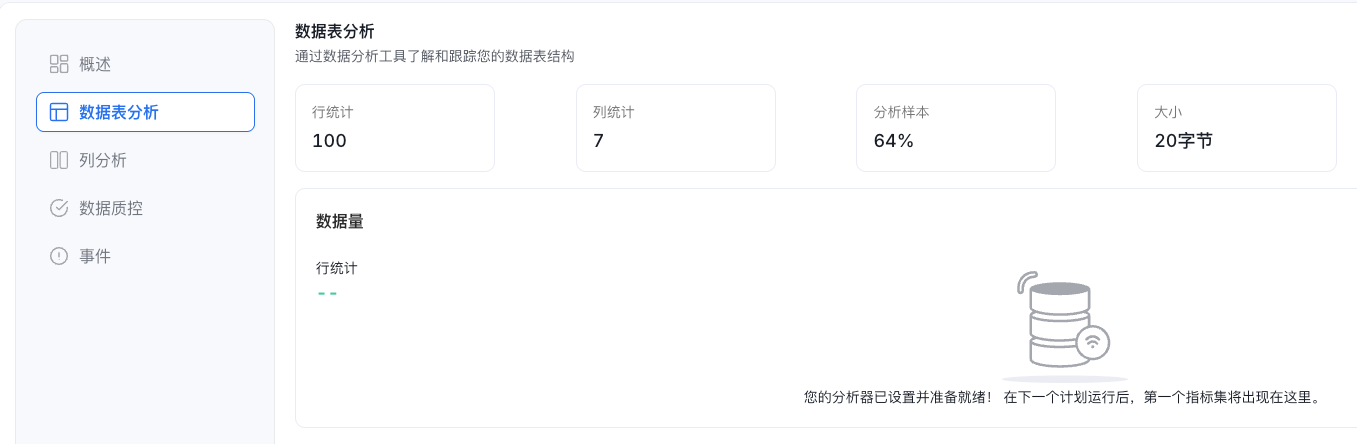 概述
数据表分析
列分析
数据质控
事件
数据表分析
通过数据分析工具了解和跟踪您的数据表结构
行统计
100
列统计
7
分析样本
64%
大小
20字节
数据量
行统计
--
您的分析器已设置并准备就绪! 在下一个计划运行后，第一个指标集将出现在这里。